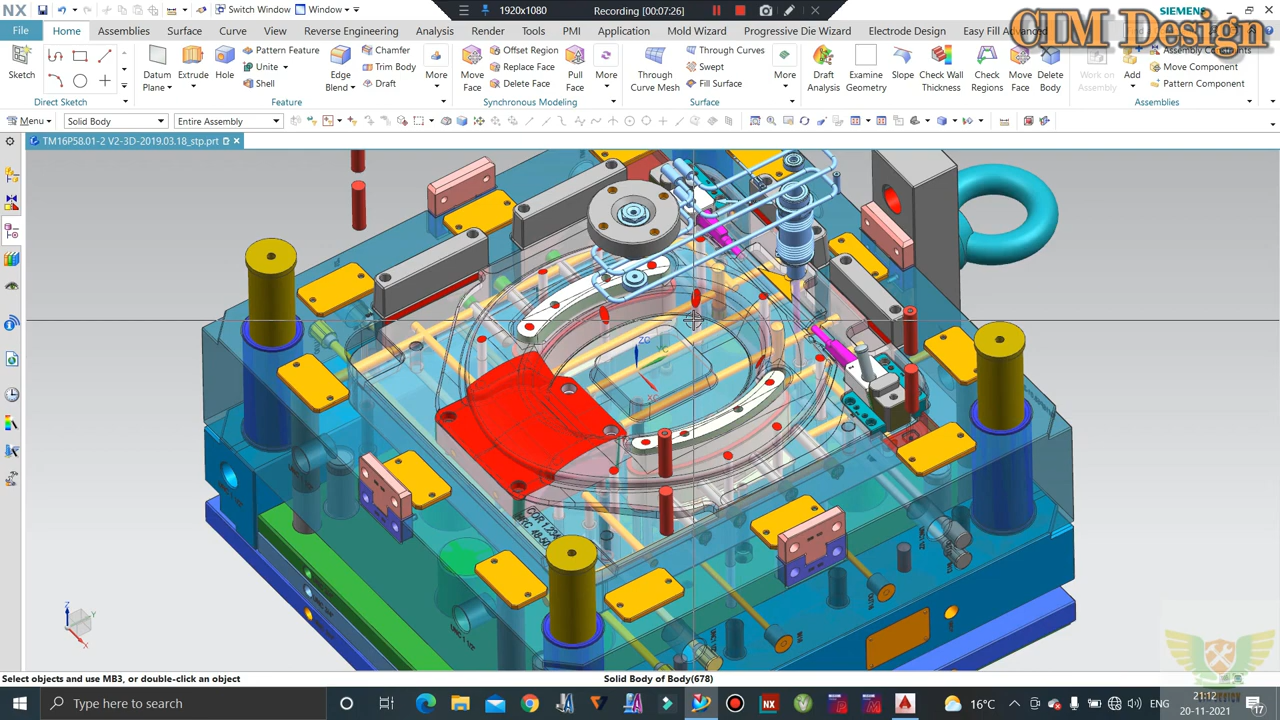 NX
Switch Window
Window
1920x1080
Recording [00:07:26]
SIEMENS
CIM Design
File
Home
Assemblies
Surface
Curve
View
Reverse Engineering
Analysis
Render
Tools
PMI
Application
Mold Wizard
Progressive Die Wizard
Electrode Design
Easy Fill Advanced
Sketch
Datum Plane
Extrude
Hole
Pattern Feature
Unite
Shell
Edge Blend
Chamfer
Trim Body
Draft
More
Move Face
Offset Region
Replace Face
Delete Face
Pull Face
More
Through Curve Mesh
Through Curves
Swept
Fill Surface
More
Draft Analysis
Examine Geometry
Slope
Check Wall Thickness
Check Regions
Move Face
Delete Body
Work on Assembly
Add
Assembly Constraints
Move Component
Pattern Component
Direct Sketch
Feature
Synchronous Modeling
Surface
Assemblies
Menu
Solid Body
Entire Assembly
TM16P58.01-2 V2-3D-2019.03.18_stp.prt
ZC
YC
XC
Z
Y
X
Select objects and use MB3, or double-click an object
Solid Body of Body(678)
Type here to search
16°C
ENG
21:12
20-11-2021
17